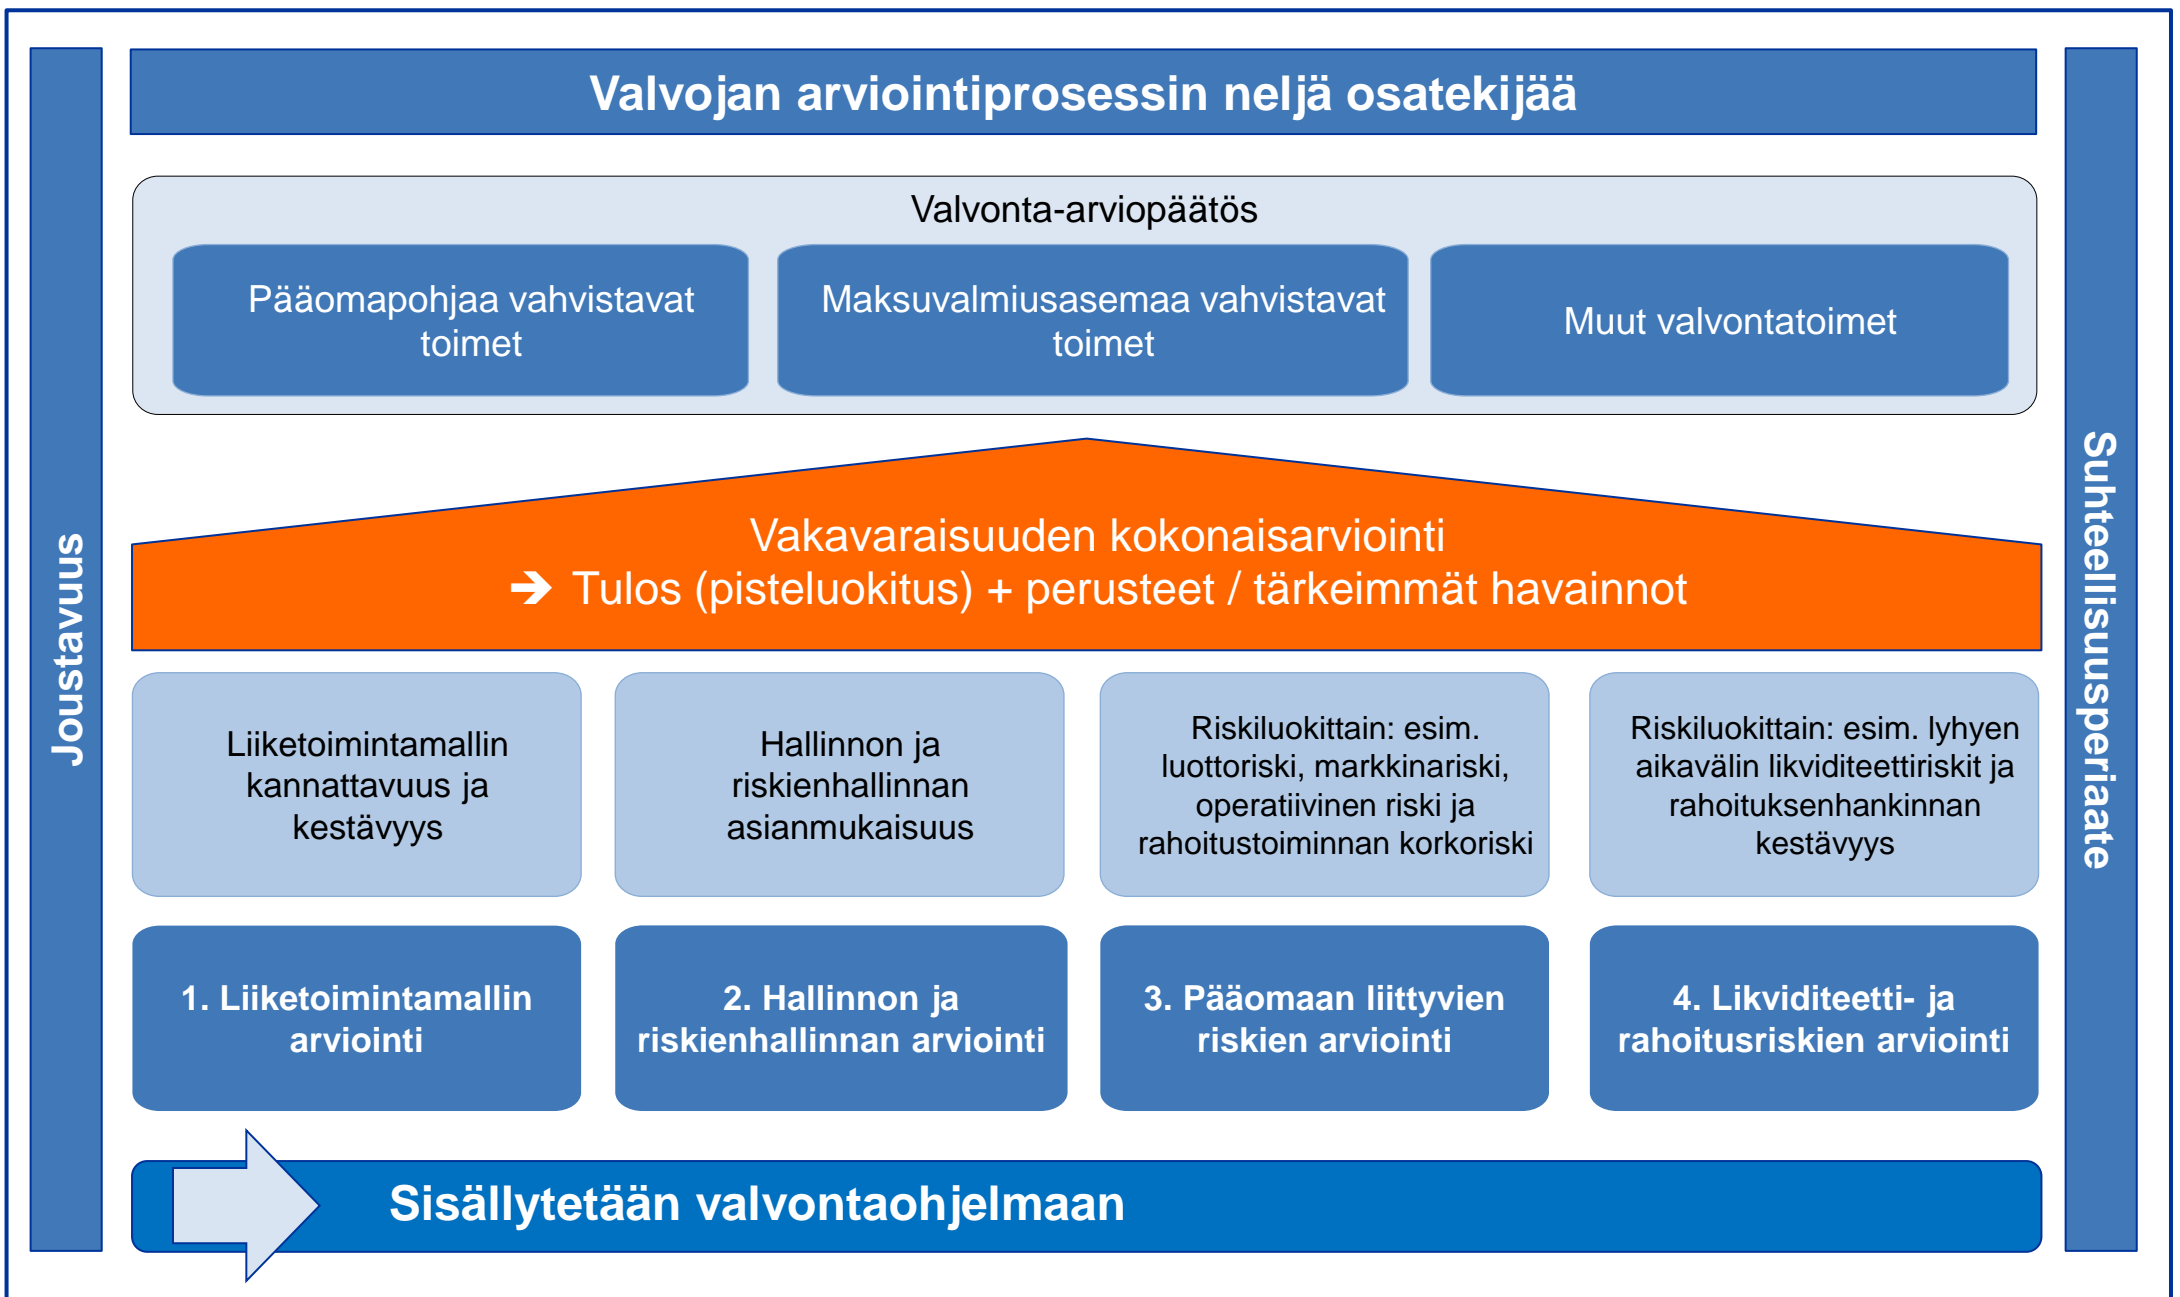 Valvojan arviointiprosessin neljä osatekijää
Joustavuus
Suhteellisuusperiaate
Valvonta-arviopäätös
Pääomapohjaa vahvistavat
toimet
Maksuvalmiusasemaa vahvistavat
toimet
Muut valvontatoimet
Vakavaraisuuden kokonaisarviointi
➔ Tulos (pisteluokitus) + perusteet / tärkeimmät havainnot
Liiketoimintamallin
kannattavuus ja
kestävyys
Hallinnon ja
riskienhallinnan
asianmukaisuus
Riskiluokittain: esim.
luottoriski, markkinariski,
operatiivinen riski ja
rahoitustoiminnan korkoriski
Riskiluokittain: esim. lyhyen
aikavälin likviditeettiriskit ja
rahoituksenhankinnan
kestävyys
1. Liiketoimintamallin
arviointi
2. Hallinnon ja
riskienhallinnan arviointi
3. Pääomaan liittyvien
riskien arviointi
4. Likviditeetti- ja
rahoitusriskien arviointi
Sisällytetään valvontaohjelmaan